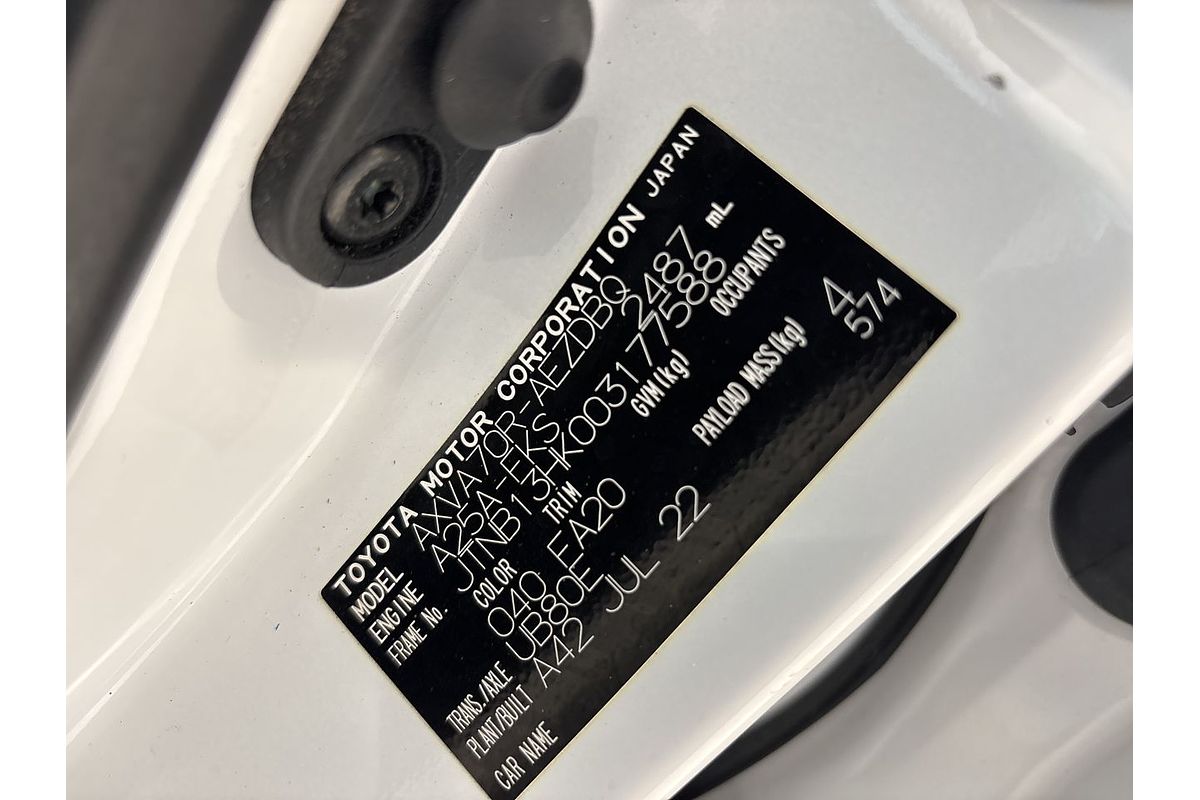 TOYOTA MOTOR CORPORATION JAPAN
MODEL AXVA70R-AEZDBQ
ENGINE A25A-FKS 2487 mL
FRAME No. JTNB13HK003177588
COLOR TRIM GVM(kg) OCCUPANTS
040 EA20 4
TRANS./AXLE UB80E PAYLOAD MASS(kg) 574
PLANT/BUILT A42 JUL 22
CAR NAME